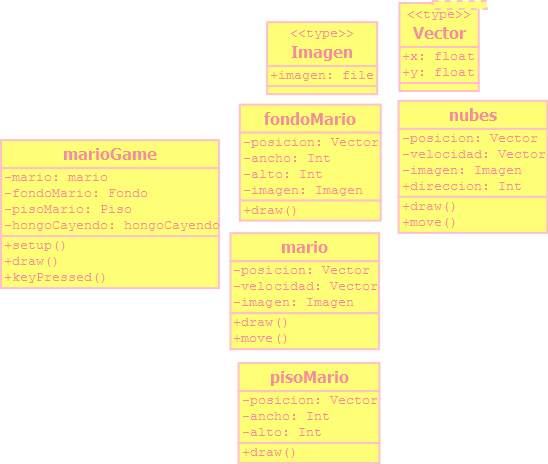 <<type>>
Imagen
+imagen: file
<<type>>
Vector
+x: float
+y: float
fondoMario
-posicion: Vector
-ancho: Int
-alto: Int
-imagen: Imagen
+draw()
nubes
-posicion: Vector
-velocidad: Vector
-imagen: Imagen
+direccion: Int
+draw()
+move()
marioGame
-mario: mario
-fondoMario: Fondo
-pisoMario: Piso
-hongoCayendo: hongoCayendo
+setup()
+draw()
+keyPressed()
mario
-posicion: Vector
-velocidad: Vector
-imagen: Imagen
+draw()
+move()
pisoMario
-posicion: Vector
-ancho: Int
-alto: Int
+draw()